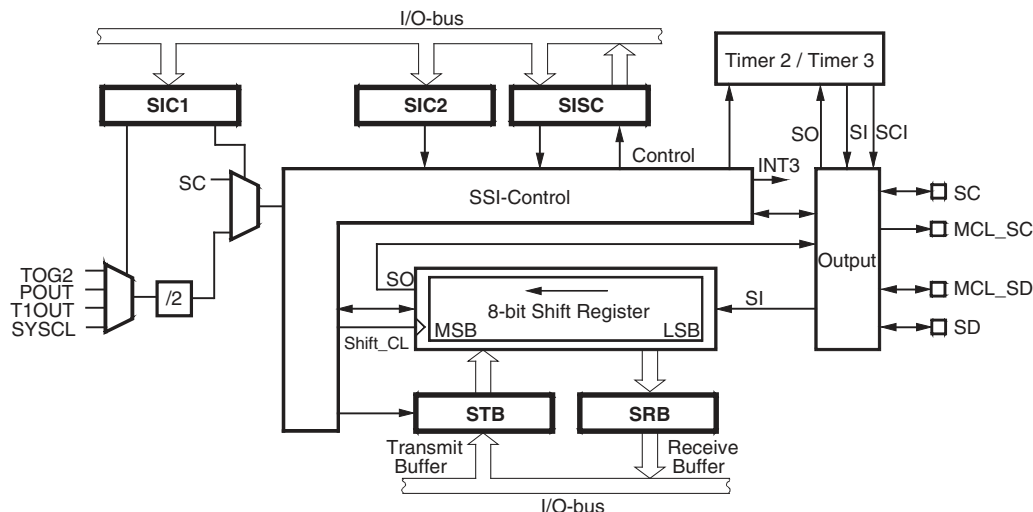 I/O-bus
Timer 2 / Timer 3
SIC1
SIC2
SISC
SO
SI
SCI
Control
INT3
SC
SSI-Control
SC
MCL_SC
Output
TOG2
POUT
T1OUT
SYSCL
/2
SO
8-bit Shift Register
MSB
LSB
SI
MCL_SD
SD
Shift_CL
STB
SRB
Transmit
Buffer
Receive
Buffer
I/O-bus